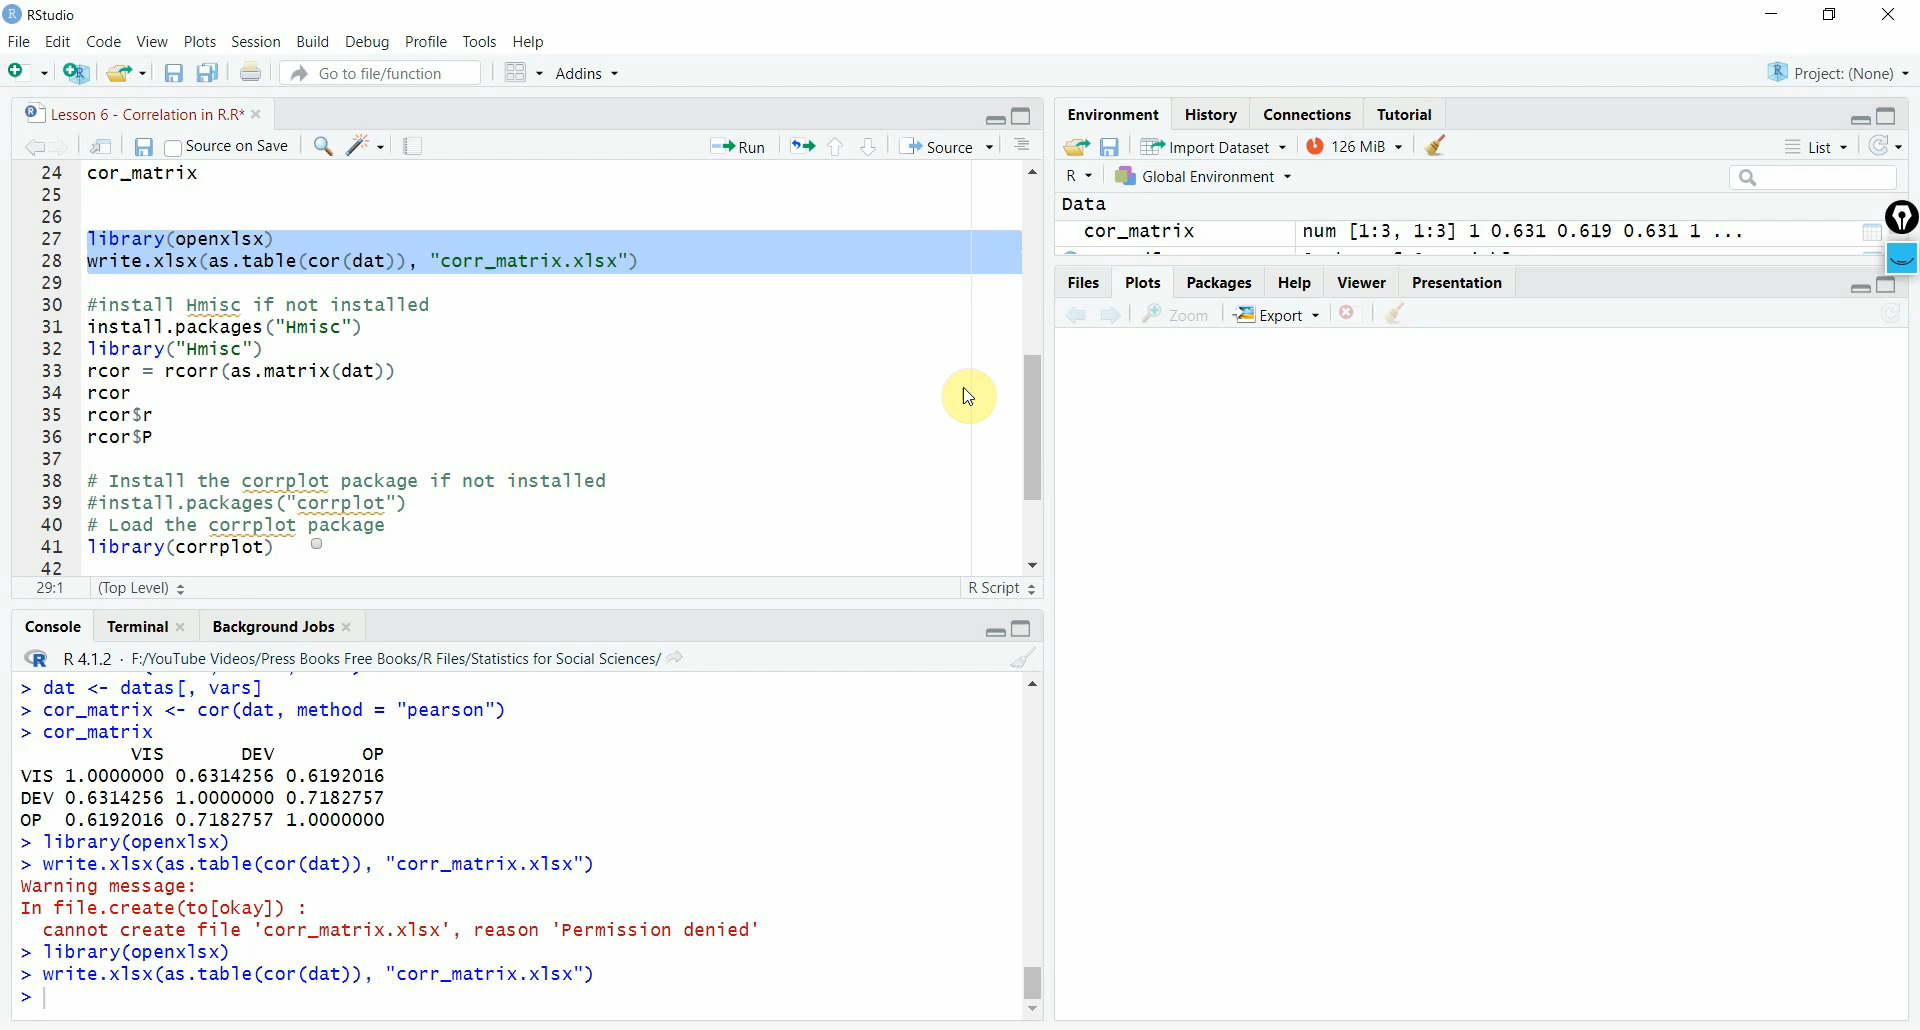 RStudio
File Edit Code View Plots Session Build Debug Profile Tools Help
Go to file/function Addins Project: (None)
Lesson 6 - Correlation in R.R*
Source on Save Run Source
24 cor_matrix
25
26
27 library(openxlsx)
28 write.xlsx(as.table(cor(dat)), "corr_matrix.xlsx")
29
30 #install Hmisc if not installed
31 install.packages("Hmisc")
32 library("Hmisc")
33 rcor = rcorr(as.matrix(dat))
34 rcor
35 rcor$r
36 rcor$P
37
38 # Install the corrplot package if not installed
39 #install.packages("corrplot")
40 # Load the corrplot package
41 library(corrplot)
42
29:1 (Top Level) R Script
Console Terminal Background Jobs
R 4.1.2 · F:/YouTube Videos/Press Books Free Books/R Files/Statistics for Social Sciences/
> dat <- datas[, vars]
> cor_matrix <- cor(dat, method = "pearson")
> cor_matrix
VIS DEV OP
VIS 1.0000000 0.6314256 0.6192016
DEV 0.6314256 1.0000000 0.7182757
OP 0.6192016 0.7182757 1.0000000
> library(openxlsx)
> write.xlsx(as.table(cor(dat)), "corr_matrix.xlsx")
Warning message:
In file.create(to[okay]) :
cannot create file 'corr_matrix.xlsx', reason 'Permission denied'
> library(openxlsx)
> write.xlsx(as.table(cor(dat)), "corr_matrix.xlsx")
>
Environment History Connections Tutorial
Import Dataset 126 MiB List
R Global Environment
Data
cor_matrix num [1:3, 1:3] 1 0.631 0.619 0.631 1 ...
Files Plots Packages Help Viewer Presentation
Zoom Export